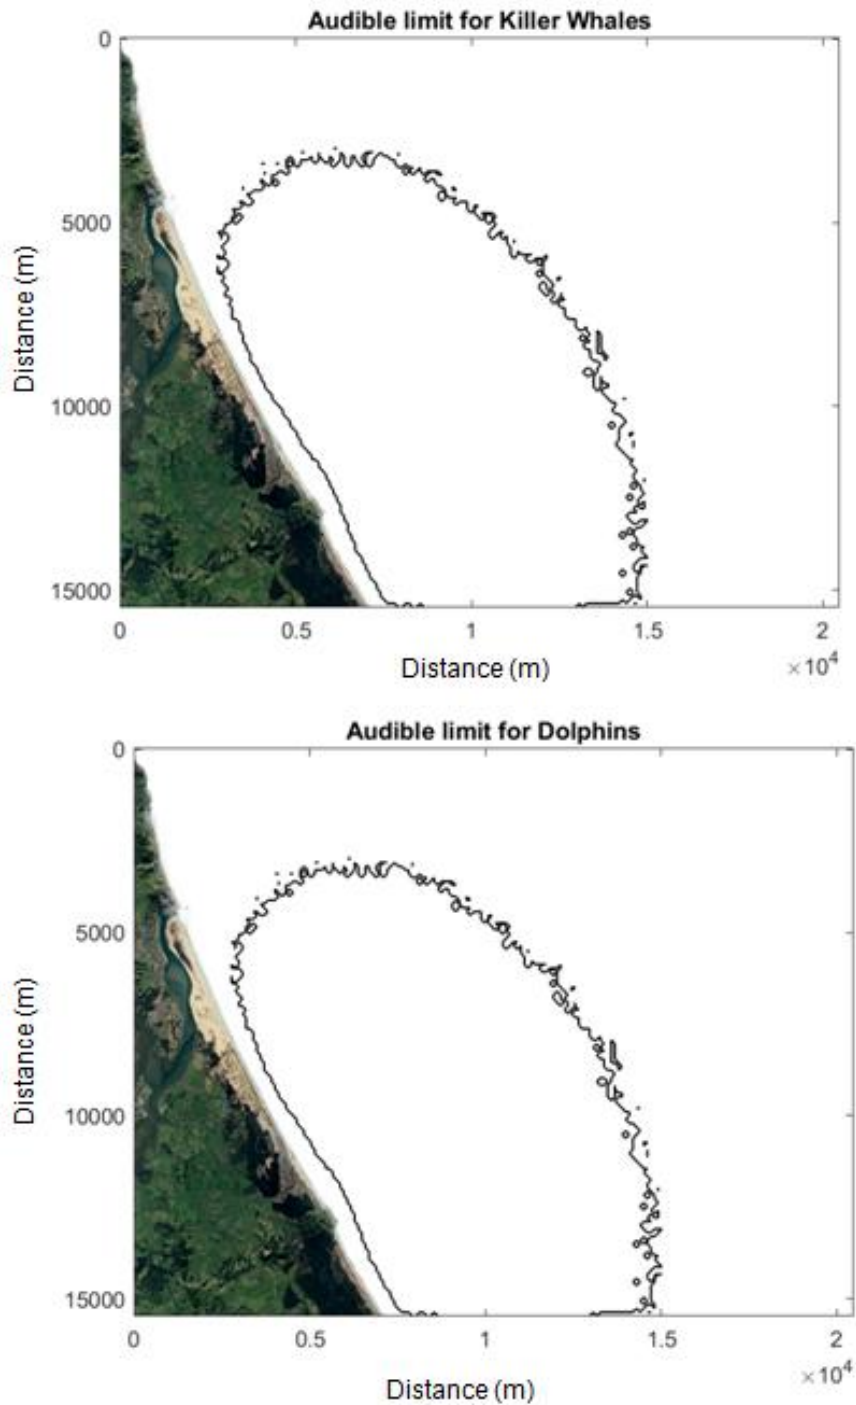 Audible limit for Killer Whales
0
5000
10000
15000
Distance (m)
0 0.5 1 1.5 2
×10⁴
Distance (m)
Audible limit for Dolphins
0
5000
10000
15000
Distance (m)
0 0.5 1 1.5 2
×10⁴
Distance (m)